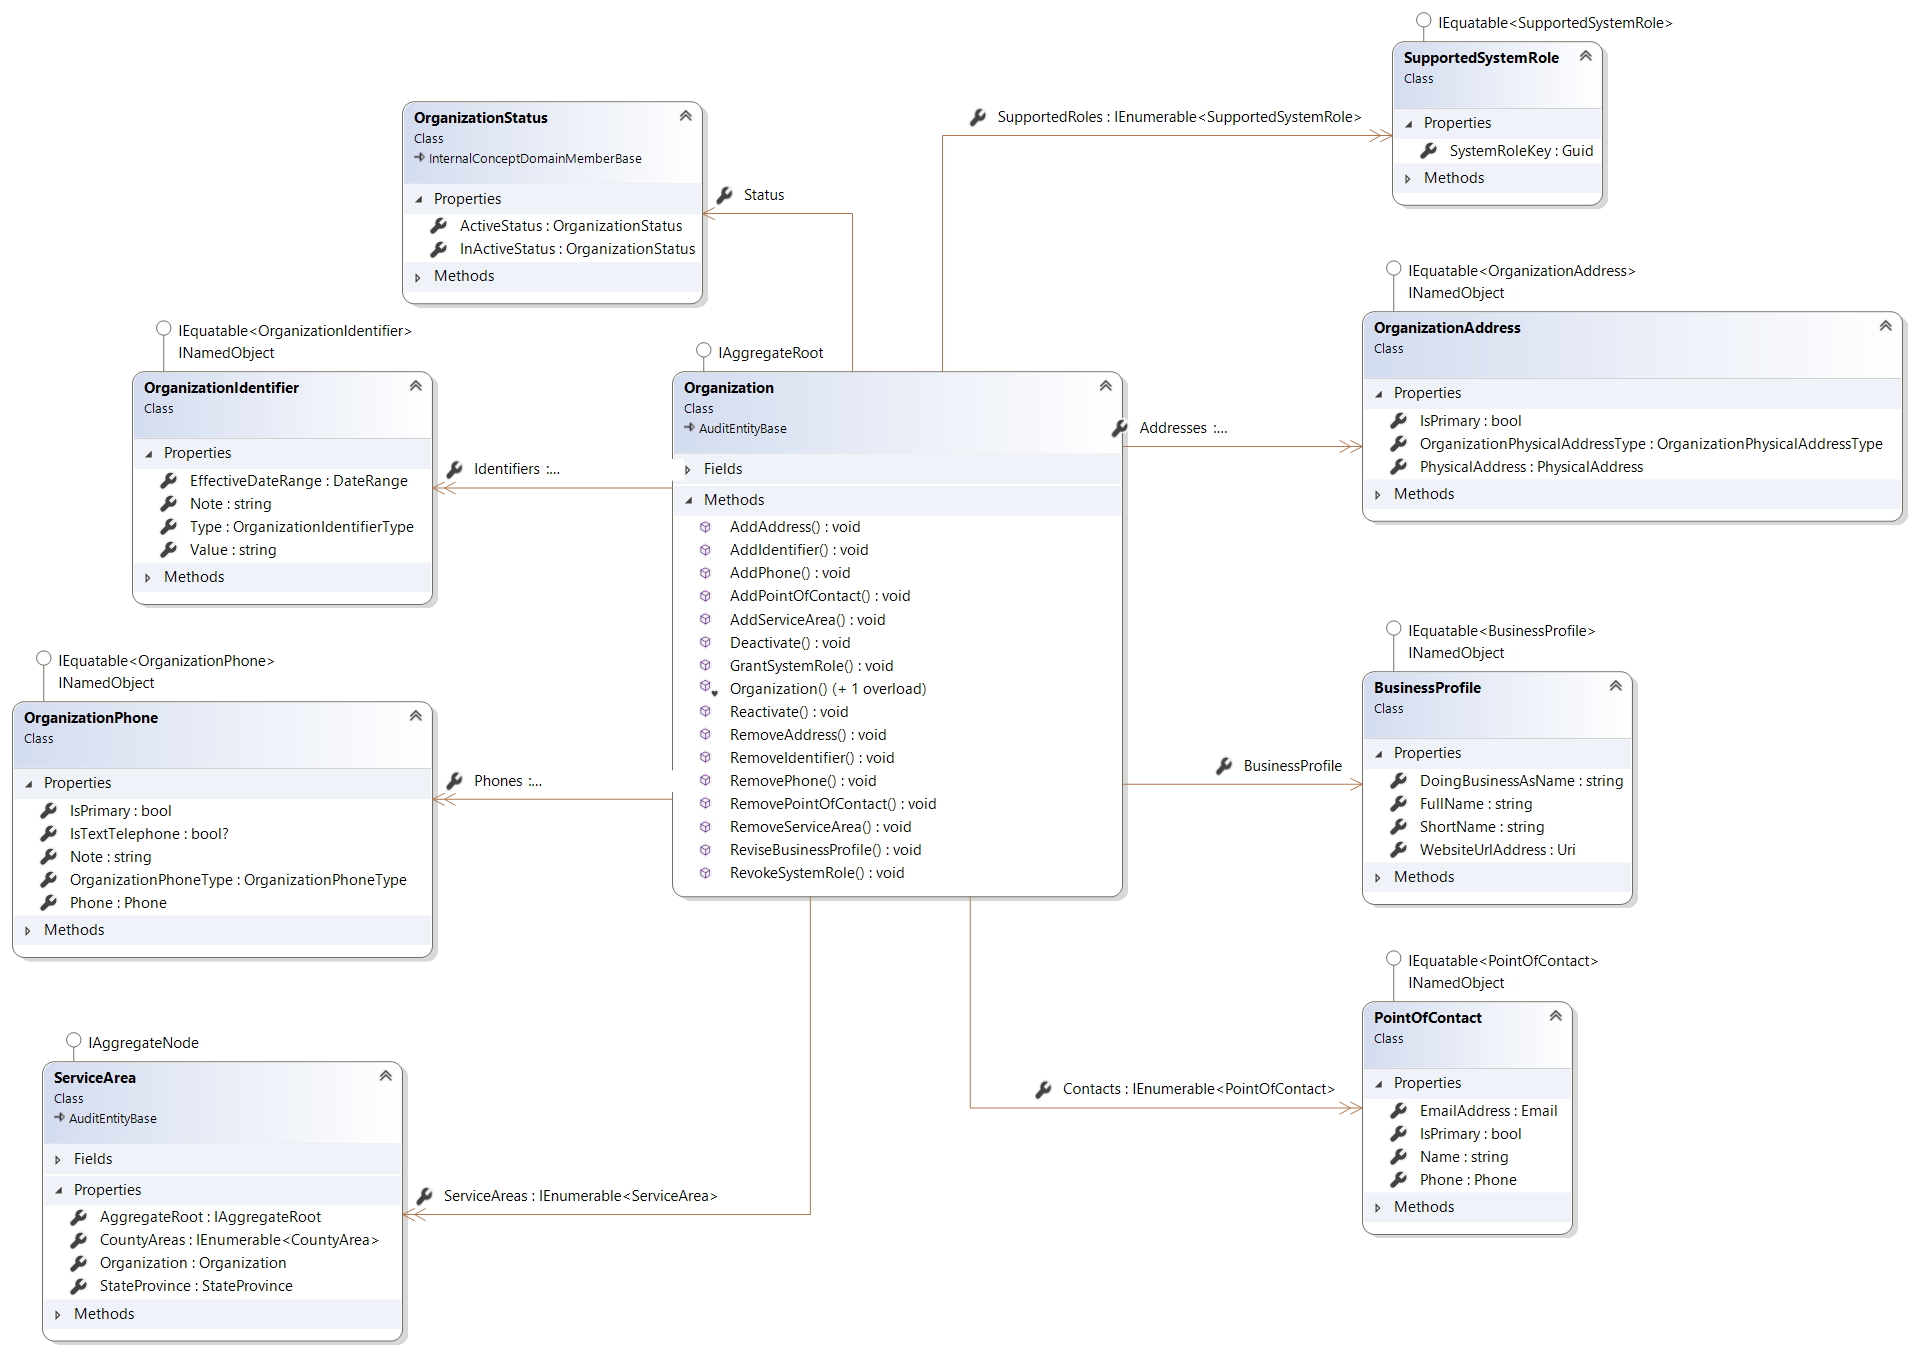 IEquatable<SupportedSystemRole>
SupportedSystemRole
Class
Properties
SystemRoleKey : Guid
Methods
SupportedRoles : IEnumerable<SupportedSystemRole>
OrganizationStatus
Class
InternalConceptDomainMemberBase
Properties
ActiveStatus : OrganizationStatus
InActiveStatus : OrganizationStatus
Methods
Status
IEquatable<OrganizationAddress>
INamedObject
OrganizationAddress
Class
Properties
IsPrimary : bool
OrganizationPhysicalAddressType : OrganizationPhysicalAddressType
PhysicalAddress : PhysicalAddress
Methods
IEquatable<OrganizationIdentifier>
INamedObject
OrganizationIdentifier
Class
Properties
EffectiveDateRange : DateRange
Note : string
Type : OrganizationIdentifierType
Value : string
Methods
Identifiers :...
IAggregateRoot
Organization
Class
AuditEntityBase
Fields
Methods
AddAddress() : void
AddIdentifier() : void
AddPhone() : void
AddPointOfContact() : void
AddServiceArea() : void
Deactivate() : void
GrantSystemRole() : void
Organization() (+ 1 overload)
Reactivate() : void
RemoveAddress() : void
RemoveIdentifier() : void
RemovePhone() : void
RemovePointOfContact() : void
RemoveServiceArea() : void
ReviseBusinessProfile() : void
RevokeSystemRole() : void
Addresses :...
IEquatable<OrganizationPhone>
INamedObject
OrganizationPhone
Class
Properties
IsPrimary : bool
IsTextTelephone : bool?
Note : string
OrganizationPhoneType : OrganizationPhoneType
Phone : Phone
Methods
Phones :...
IEquatable<BusinessProfile>
INamedObject
BusinessProfile
Class
Properties
DoingBusinessAsName : string
FullName : string
ShortName : string
WebsiteUrlAddress : Uri
Methods
BusinessProfile
IEquatable<PointOfContact>
INamedObject
PointOfContact
Class
Properties
EmailAddress : Email
IsPrimary : bool
Name : string
Phone : Phone
Methods
Contacts : IEnumerable<PointOfContact>
IAggregateNode
ServiceArea
Class
AuditEntityBase
Fields
Properties
AggregateRoot : IAggregateRoot
CountyAreas : IEnumerable<CountyArea>
Organization : Organization
StateProvince : StateProvince
Methods
ServiceAreas : IEnumerable<ServiceArea>